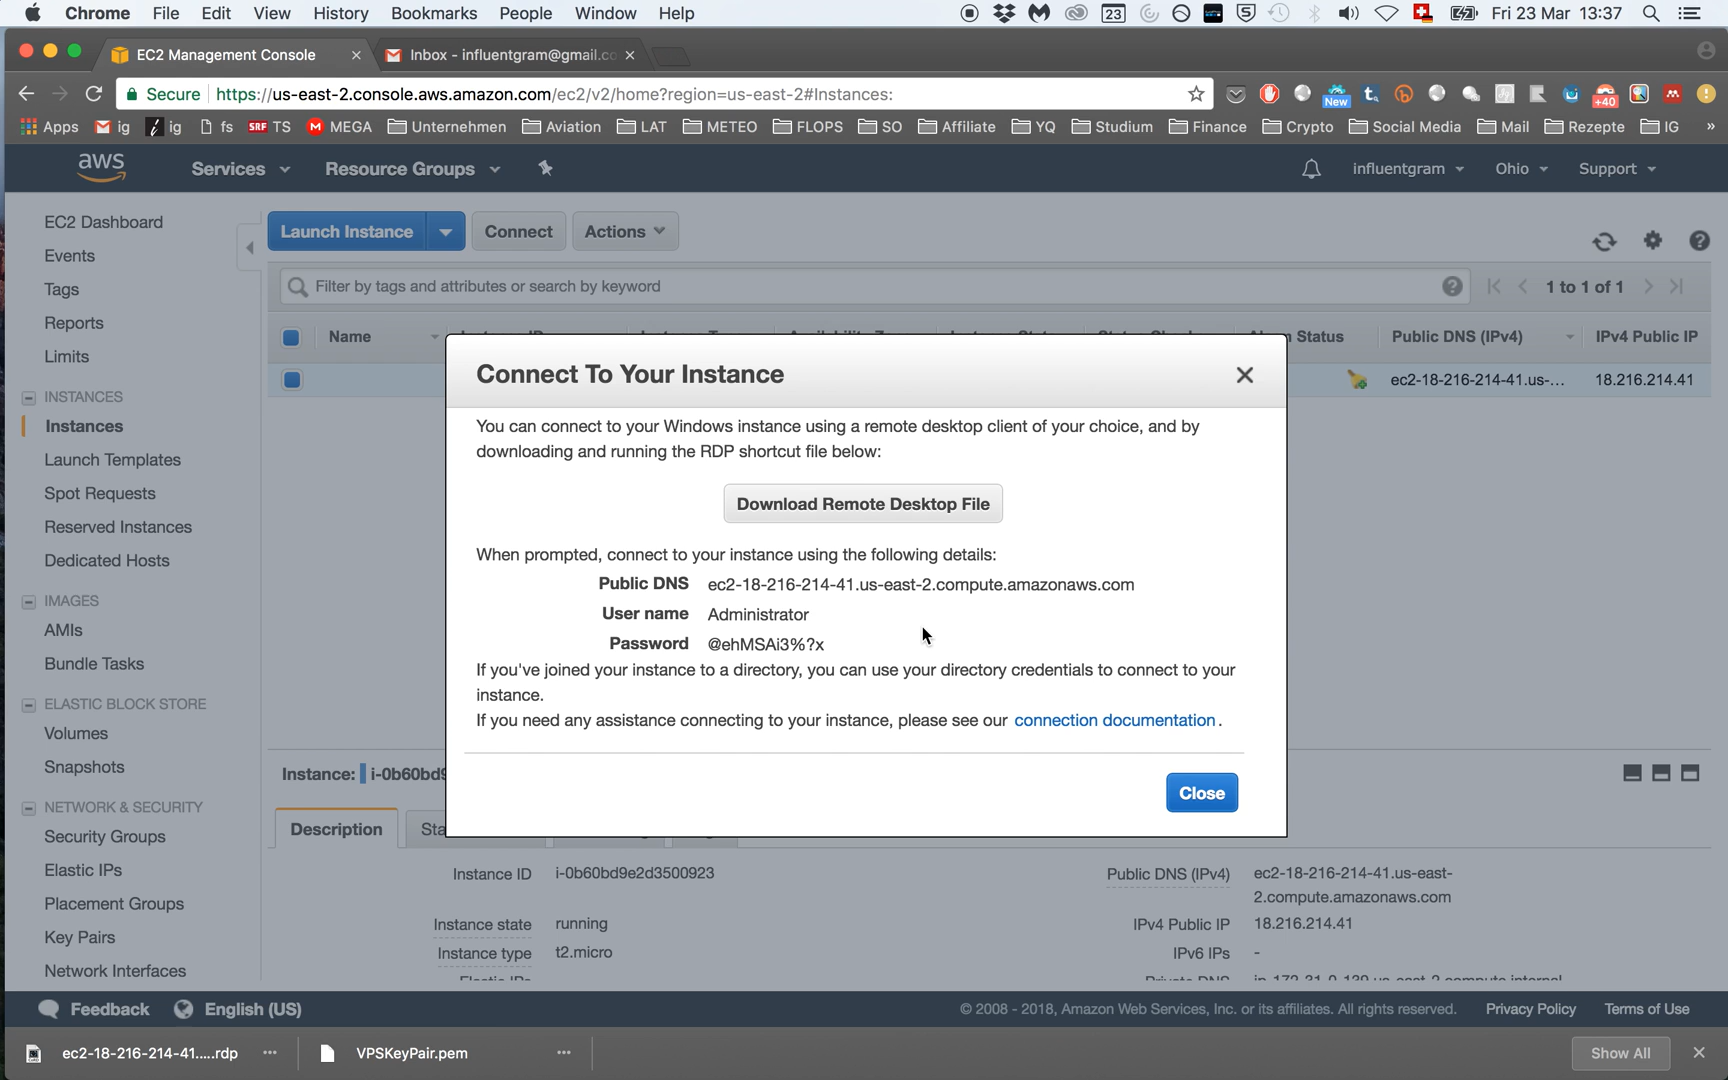 Chrome File Edit View History Bookmarks People Window Help
23
Fri 23 Mar 13:37
EC2 Management Console
Inbox - influentgram@gmail.cc
Secure https://us-east-2.console.aws.amazon.com/ec2/v2/home?region=us-east-2#Instances:
New
+40
Apps ig ig fs SRF TS MEGA Unternehmen Aviation LAT METEO FLOPS SO Affiliate YQ Studium Finance Crypto Social Media Mail Rezepte IG »
aws Services Resource Groups influentgram Ohio Support
EC2 Dashboard
Events
Tags
Reports
Limits
INSTANCES
Instances
Launch Templates
Spot Requests
Reserved Instances
Dedicated Hosts
IMAGES
AMIs
Bundle Tasks
ELASTIC BLOCK STORE
Volumes
Snapshots
NETWORK & SECURITY
Security Groups
Elastic IPs
Placement Groups
Key Pairs
Network Interfaces
Launch Instance Connect Actions
Filter by tags and attributes or search by keyword
1 to 1 of 1
Name Status Public DNS (IPv4) IPv4 Public IP
ec2-18-216-214-41.us-... 18.216.214.41
Connect To Your Instance
You can connect to your Windows instance using a remote desktop client of your choice, and by
downloading and running the RDP shortcut file below:
Download Remote Desktop File
When prompted, connect to your instance using the following details:
Public DNS ec2-18-216-214-41.us-east-2.compute.amazonaws.com
User name Administrator
Password @ehMSAi3%?x
If you've joined your instance to a directory, you can use your directory credentials to connect to your
instance.
If you need any assistance connecting to your instance, please see our connection documentation.
Close
Instance: i-0b60bd9
Description Sta
Instance ID i-0b60bd9e2d3500923
Instance state running
Instance type t2.micro
Public DNS (IPv4) ec2-18-216-214-41.us-east-
2.compute.amazonaws.com
IPv4 Public IP 18.216.214.41
IPv6 IPs -
Feedback English (US)
© 2008 - 2018, Amazon Web Services, Inc. or its affiliates. All rights reserved. Privacy Policy Terms of Use
ec2-18-216-214-41.....rdp VPSKeyPair.pem Show All